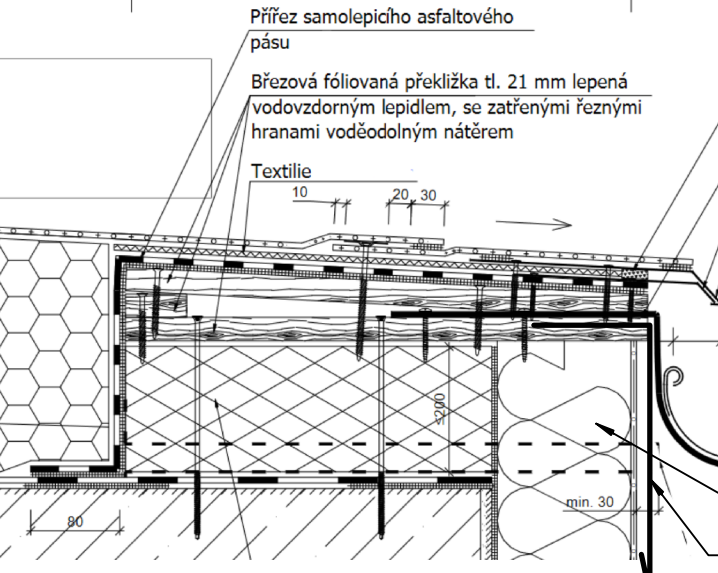 Přířez samolepicího asfaltového
pásu
Březová fóliovaná překližka tl. 21 mm lepená
vodovzdorným lepidlem, se zatřenými řeznými
hranami voděodolným nátěrem
Textilie
10
20
30
≤200
min. 30
80